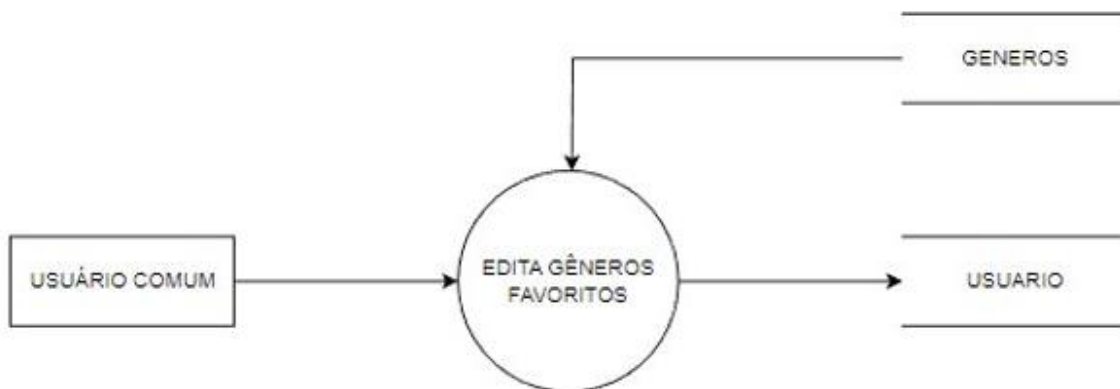 GENEROS
USUÁRIO COMUM
EDITA GÊNEROS
FAVORITOS
USUARIO